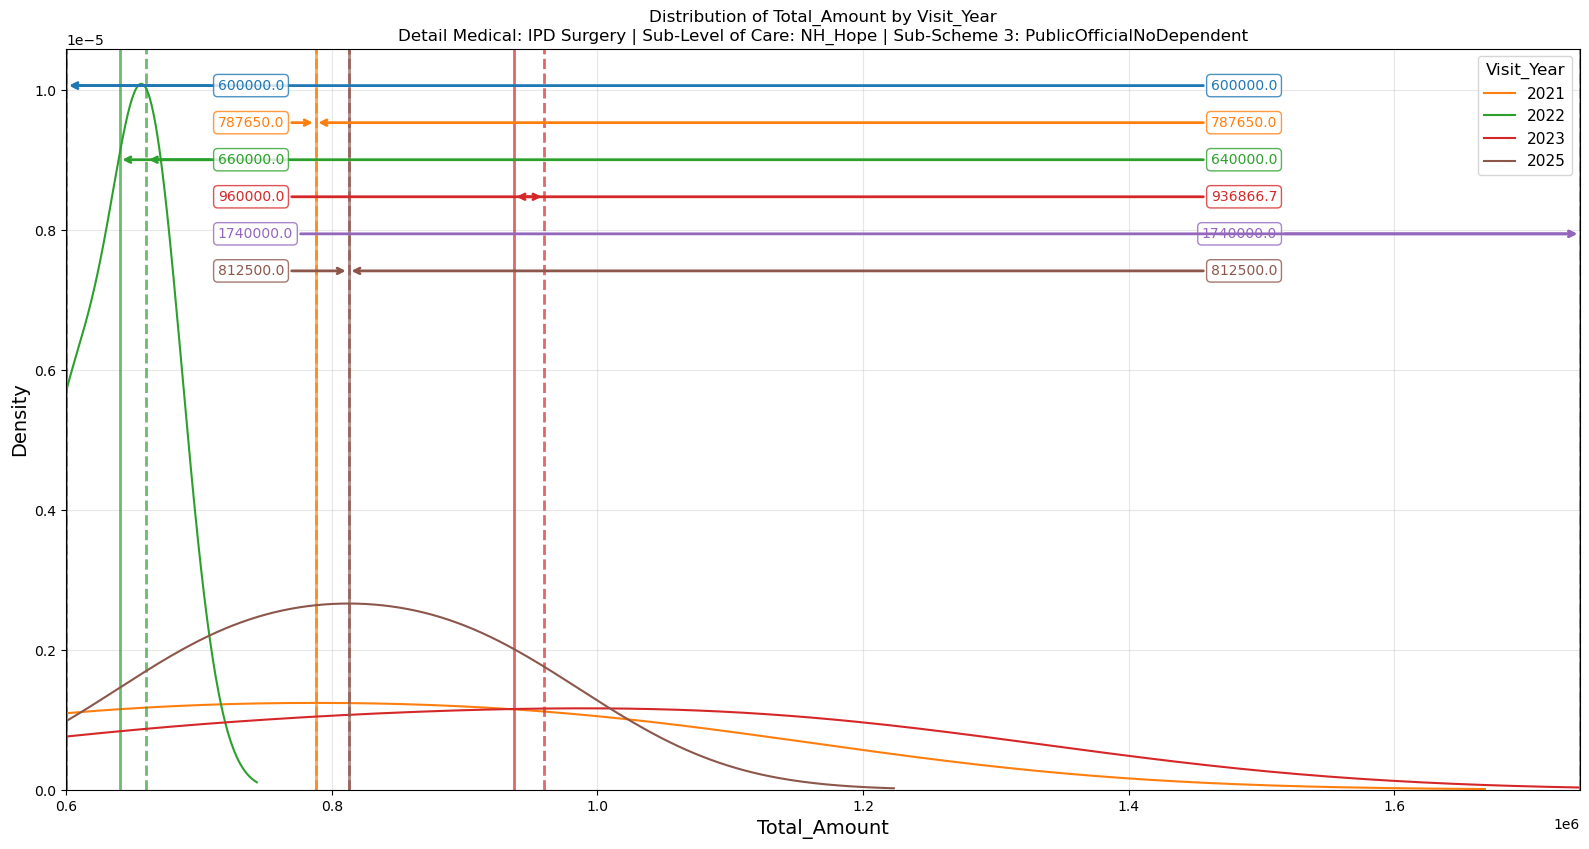 Distribution of Total_Amount by Visit_Year
Detail Medical: IPD Surgery | Sub-Level of Care: NH_Hope | Sub-Scheme 3: PublicOfficialNoDependent
1e−5
Visit_Year
2021
2022
2023
2025
600000.0 600000.0
787650.0 787650.0
660000.0 640000.0
960000.0 936866.7
1740000.0 1740000.0
812500.0 812500.0
1.0
0.8
0.6
0.4
0.2
0.0
Density
0.6 0.8 1.0 1.2 1.4 1.6
1e6
Total_Amount